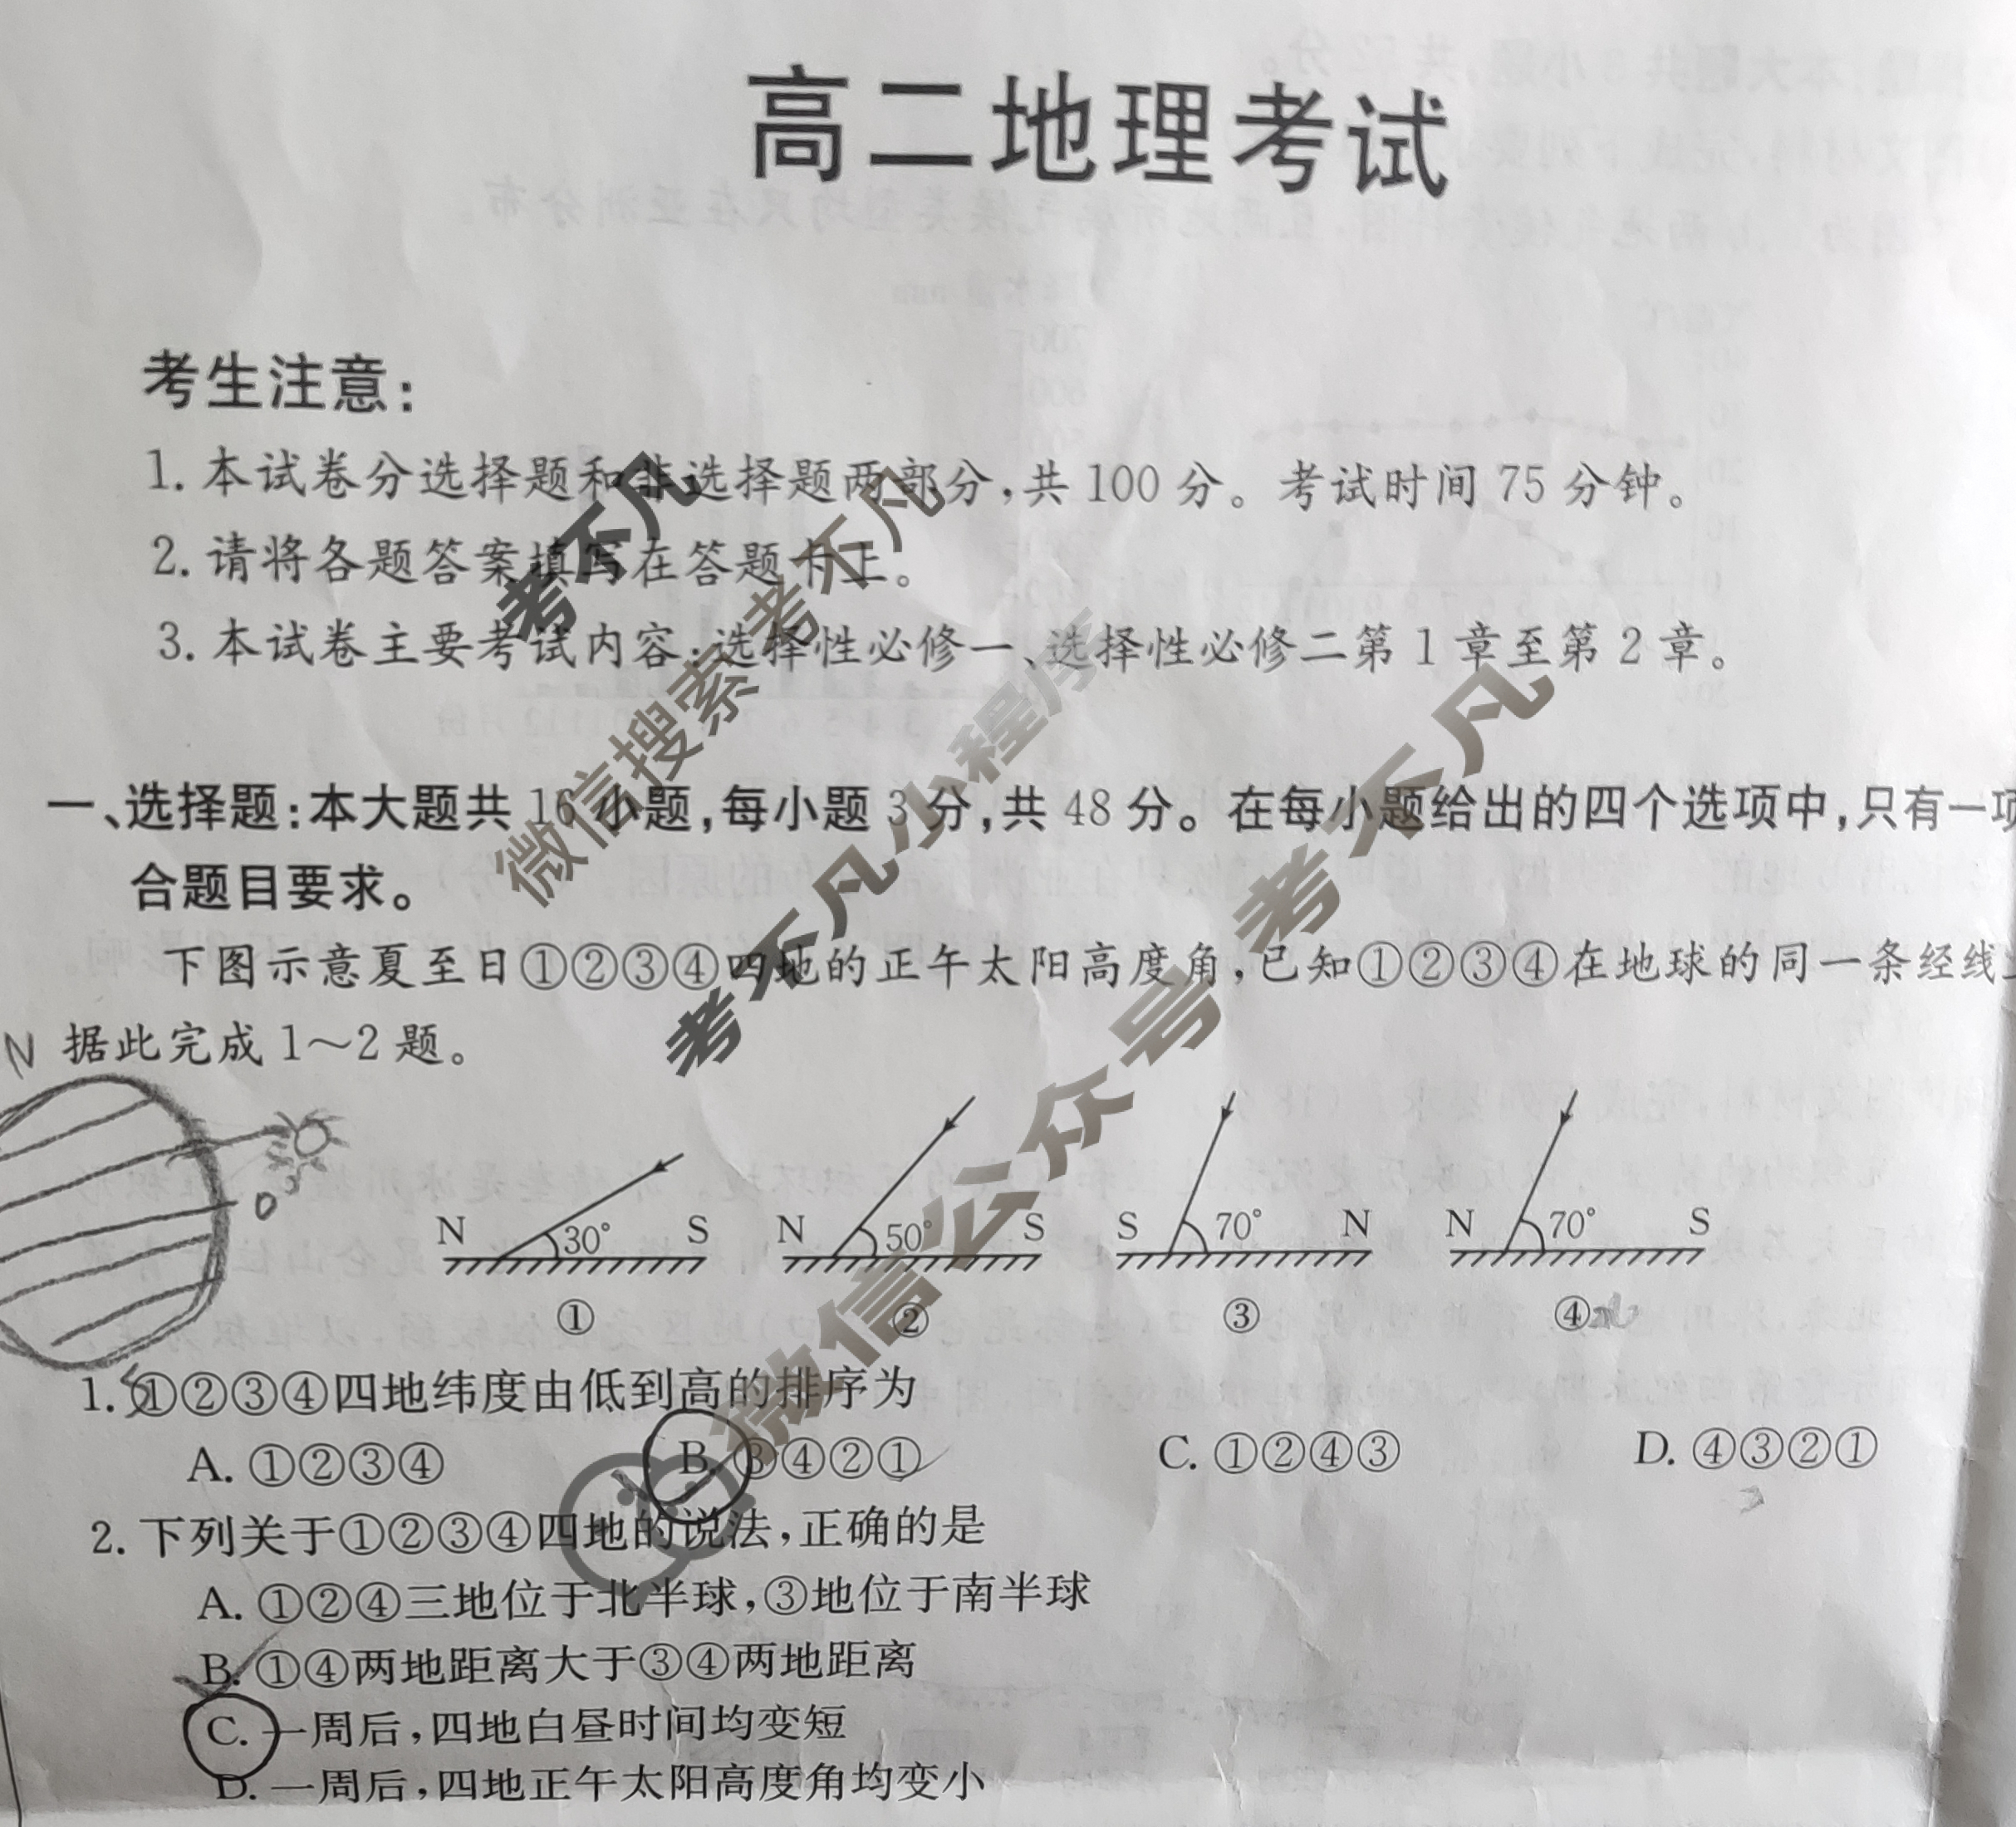 高二地理考试
考生注意：
1. 本试卷分选择题和非选择题两部分，共 100 分。考试时间 75 分钟。
2. 请将各题答案填写在答题卡上。
3. 本试卷主要考试内容：选择性必修一、选择性必修二第 1 章至第 2 章。
一、选择题：本大题共 16 小题，每小题 3 分，共 48 分。在每小题给出的四个选项中，只有一项
合题目要求。
下图示意夏至日①②③④四地的正午太阳高度角，已知①②③④在地球的同一条经线
N 据此完成 1～2 题。
0°
N 30° S
N 50° S
S 70° N
N 70° S
① ② ③ ④
S
1. ①②③④四地纬度由低到高的排序为
A. ①②③④ B. ③④②① C. ①②④③ D. ④③②①
2. 下列关于①②③④四地的说法，正确的是
A. ①②④三地位于北半球，③地位于南半球
B. ①④两地距离大于③④两地距离
C. 一周后，四地白昼时间均变短
D. 一周后，四地正午太阳高度角均变小
考不凡
微信搜索 考不凡
考不凡小程序
微信公众号 考不凡